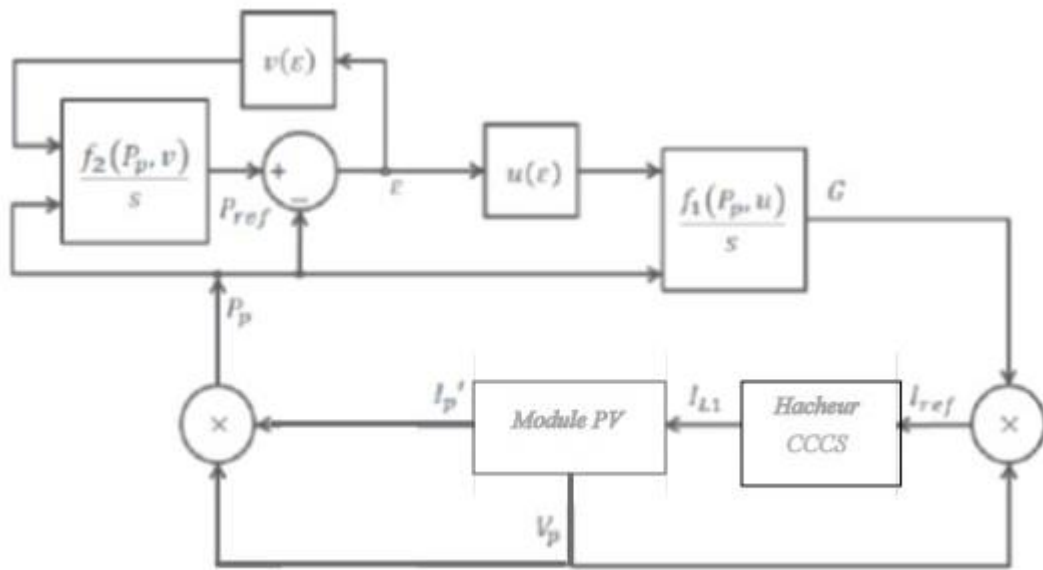 v(ε)
f₂(Pₚ, v)
s
+
−
P_ref
ε
u(ε)
f₁(Pₚ, u)
s
G
Pₚ
×
Iₚ'
Module PV
I_L1
Hacheur
CCCS
I_ref
×
Vₚ